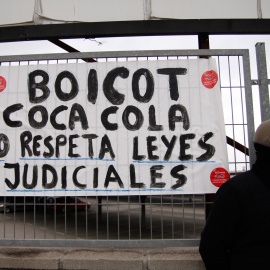 BOICOT
COCA COLA
O RESPETA LEYES
JUDICIALES